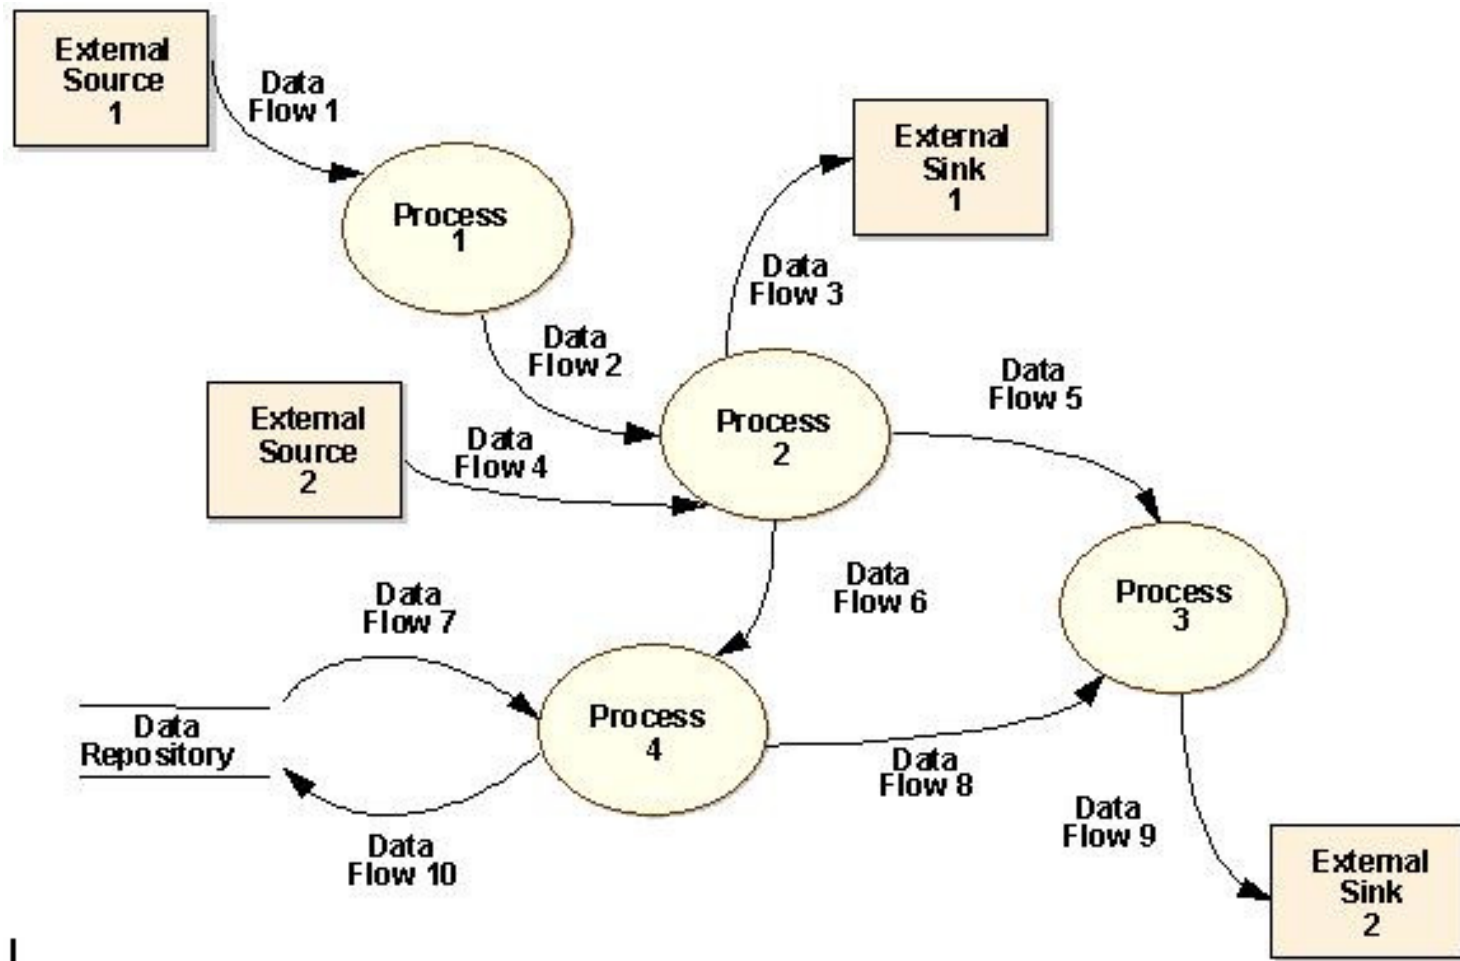 External
Source
1
Data
Flow 1
Process
1
External
Sink
1
Data
Flow 3
Data
Flow 2
External
Source
2
Data
Flow 4
Process
2
Data
Flow 5
Data
Flow 7
Data
Flow 6
Process
3
Data
Repository
Process
4
Data
Flow 8
Data
Flow 10
Data
Flow 9
External
Sink
2